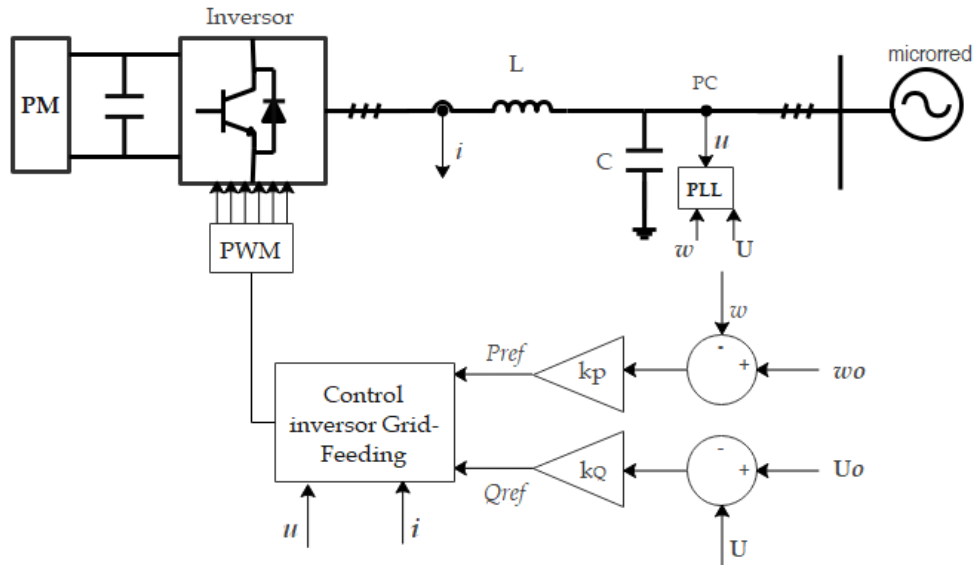 Inversor
PM
L
PC
microrred
i
u
C
PLL
w
U
PWM
w
Pref
kp
-
+
wo
Control
inversor Grid-
Feeding
Qref
kQ
-
+
Uo
u
i
U